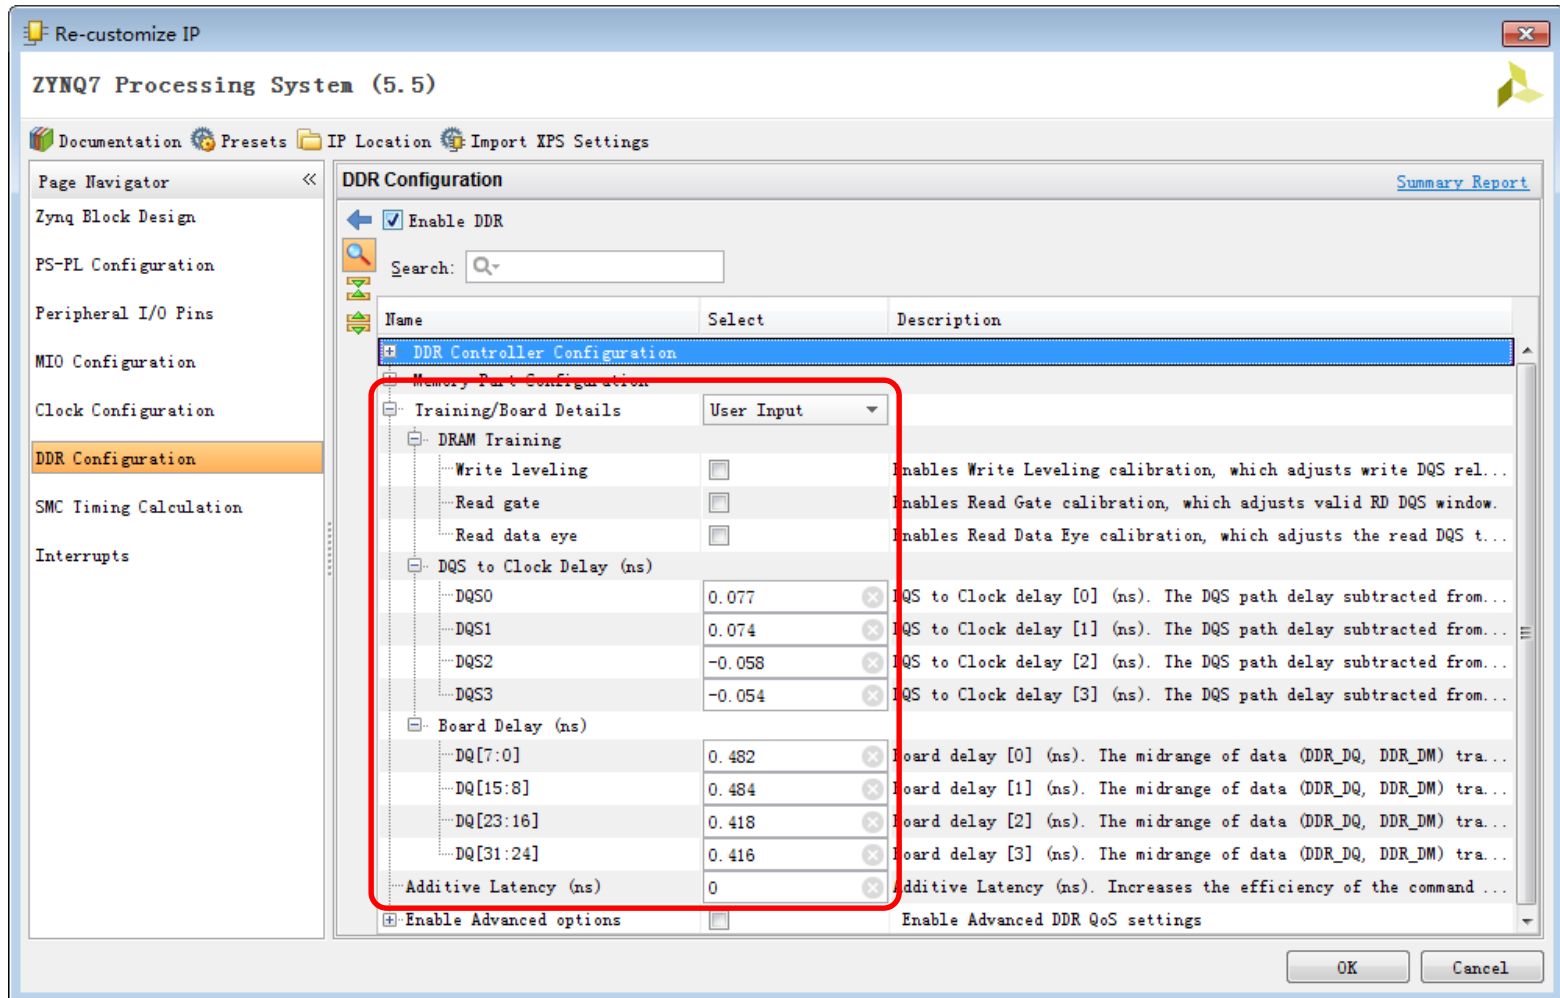 Re-customize IP
ZYNQ7 Processing System (5.5)
Documentation Presets IP Location Import XPS Settings
Page Navigator «
Zynq Block Design
PS-PL Configuration
Peripheral I/O Pins
MIO Configuration
Clock Configuration
DDR Configuration
SMC Timing Calculation
Interrupts
DDR Configuration Summary Report
Enable DDR
Search:
Name Select Description
DDR Controller Configuration
Memory Part Configuration
Training/Board Details User Input
DRAM Training
Write leveling Enables Write Leveling calibration, which adjusts write DQS rel...
Read gate Enables Read Gate calibration, which adjusts valid RD DQS window.
Read data eye Enables Read Data Eye calibration, which adjusts the read DQS t...
DQS to Clock Delay (ns)
DQS0 0.077 DQS to Clock delay [0] (ns). The DQS path delay subtracted from...
DQS1 0.074 DQS to Clock delay [1] (ns). The DQS path delay subtracted from...
DQS2 -0.058 DQS to Clock delay [2] (ns). The DQS path delay subtracted from...
DQS3 -0.054 DQS to Clock delay [3] (ns). The DQS path delay subtracted from...
Board Delay (ns)
DQ[7:0] 0.482 Board delay [0] (ns). The midrange of data (DDR_DQ, DDR_DM) tra...
DQ[15:8] 0.484 Board delay [1] (ns). The midrange of data (DDR_DQ, DDR_DM) tra...
DQ[23:16] 0.418 Board delay [2] (ns). The midrange of data (DDR_DQ, DDR_DM) tra...
DQ[31:24] 0.416 Board delay [3] (ns). The midrange of data (DDR_DQ, DDR_DM) tra...
Additive Latency (ns) 0 Additive Latency (ns). Increases the efficiency of the command ...
Enable Advanced options Enable Advanced DDR QoS settings
OK Cancel